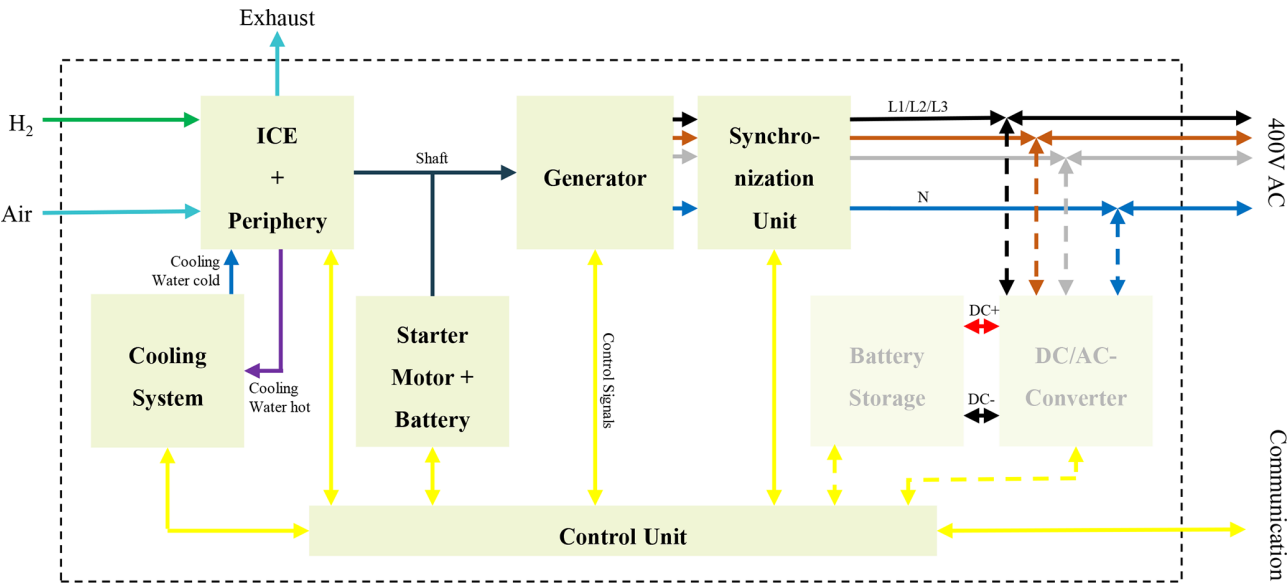 Exhaust
H₂
Air
ICE
+
Periphery
Shaft
Generator
Synchro-
nization
Unit
L1/L2/L3
N
400V AC
Cooling
Water cold
Cooling
System
Cooling
Water hot
Starter
Motor +
Battery
Control Signals
Battery
Storage
DC+
DC-
DC/AC-
Converter
Control Unit
Communication